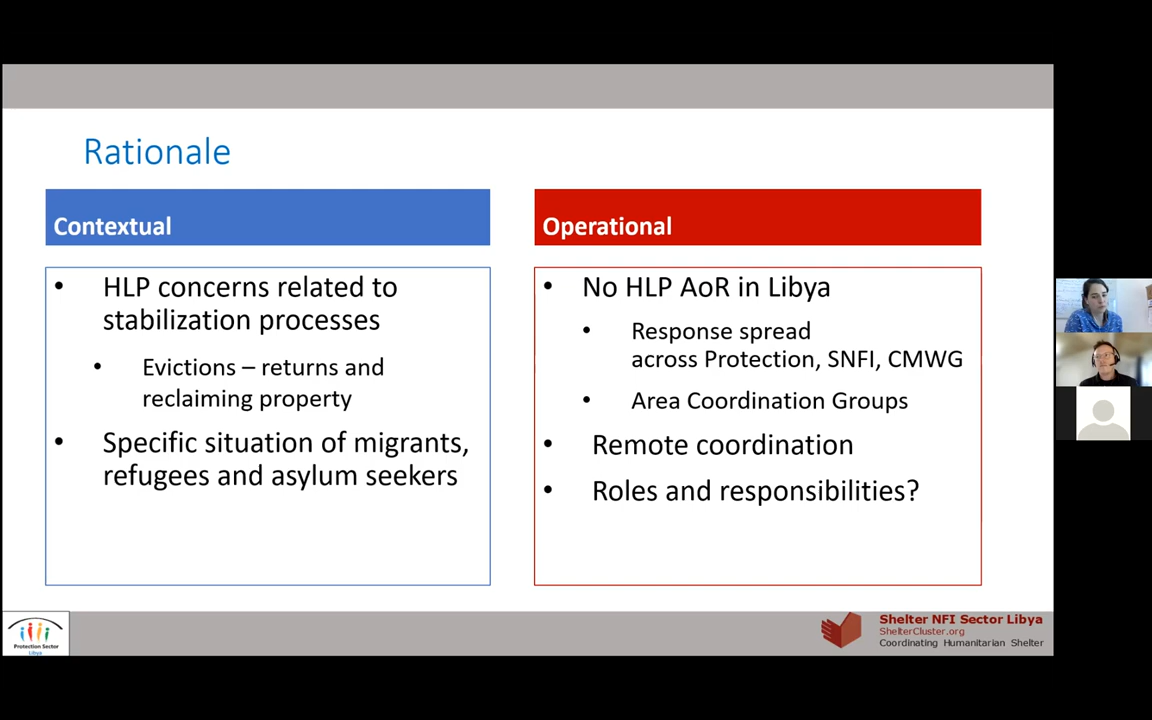 Rationale
Contextual
• HLP concerns related to
stabilization processes
• Evictions – returns and
reclaiming property
• Specific situation of migrants,
refugees and asylum seekers
Operational
• No HLP AoR in Libya
• Response spread
across Protection, SNFI, CMWG
• Area Coordination Groups
• Remote coordination
• Roles and responsibilities?
Protection Sector
Libya
Shelter NFI Sector Libya
ShelterCluster.org
Coordinating Humanitarian Shelter